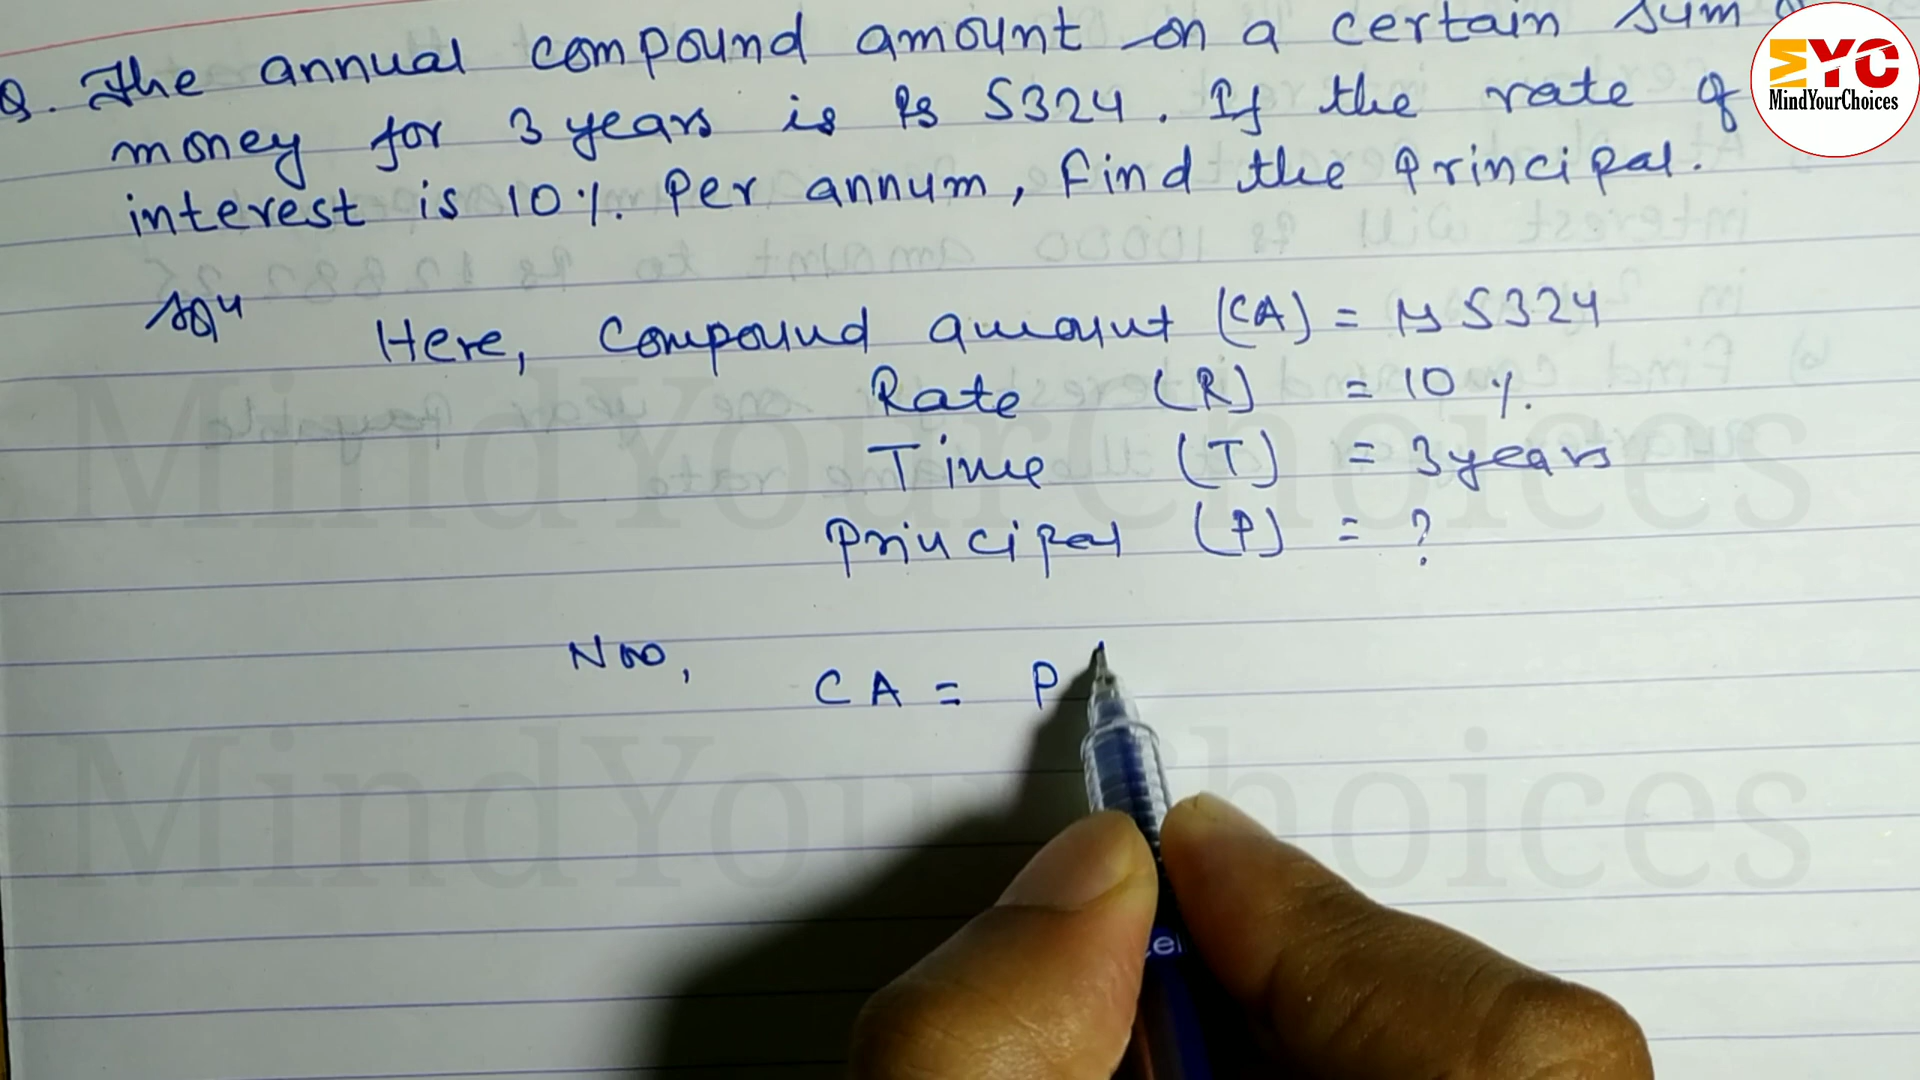 Q. The annual compound amount on a certain sum
money for 3 years is Rs 5324. If the rate of
interest is 10%. Per annum, Find the Principal.
MYC
MindYourChoices
Solⁿ
Here, Compound amount (CA) = Rs 5324
Rate (R) = 10%.
Time (T) = 3 years
Principal (P) = ?
Now,
CA = P
MindYourChoices
MindYourChoices